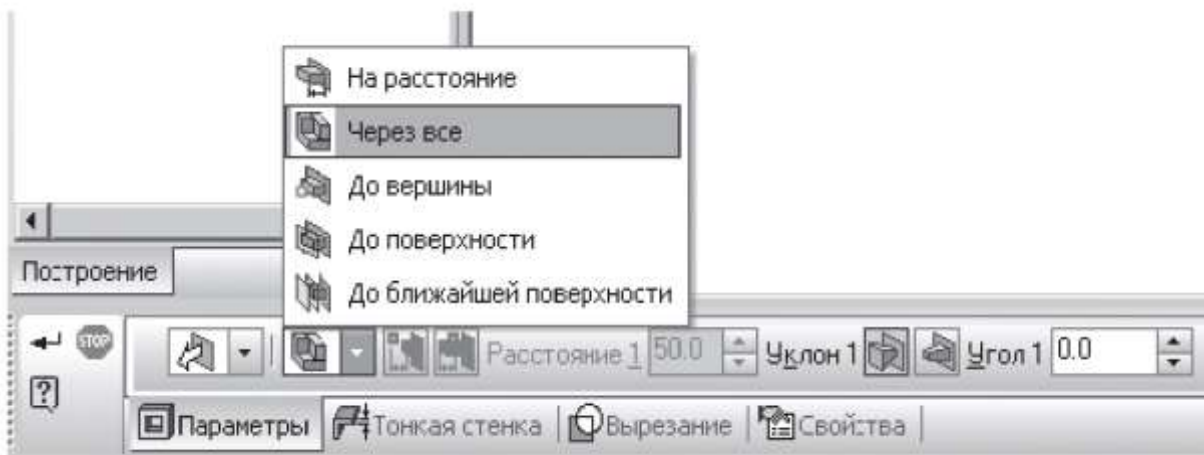 На расстояние
Через все
До вершины
До поверхности
До ближайшей поверхности
Построение
STOP Расстояние 1 50.0 Уклон 1 Угол 1 0.0
?
Параметры Тонкая стенка Вырезание Свойства